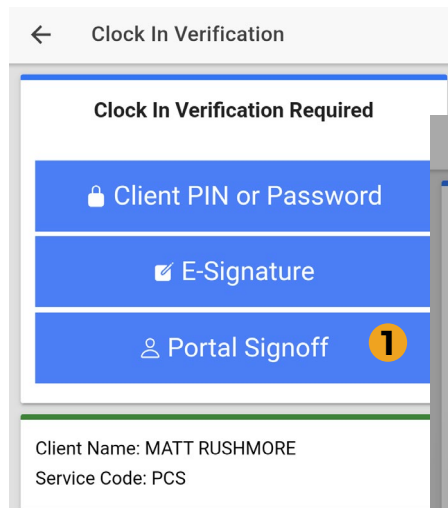 Clock In Verification
Clock In Verification Required
Client PIN or Password
E-Signature
Portal Signoff 1
Client Name: MATT RUSHMORE
Service Code: PCS